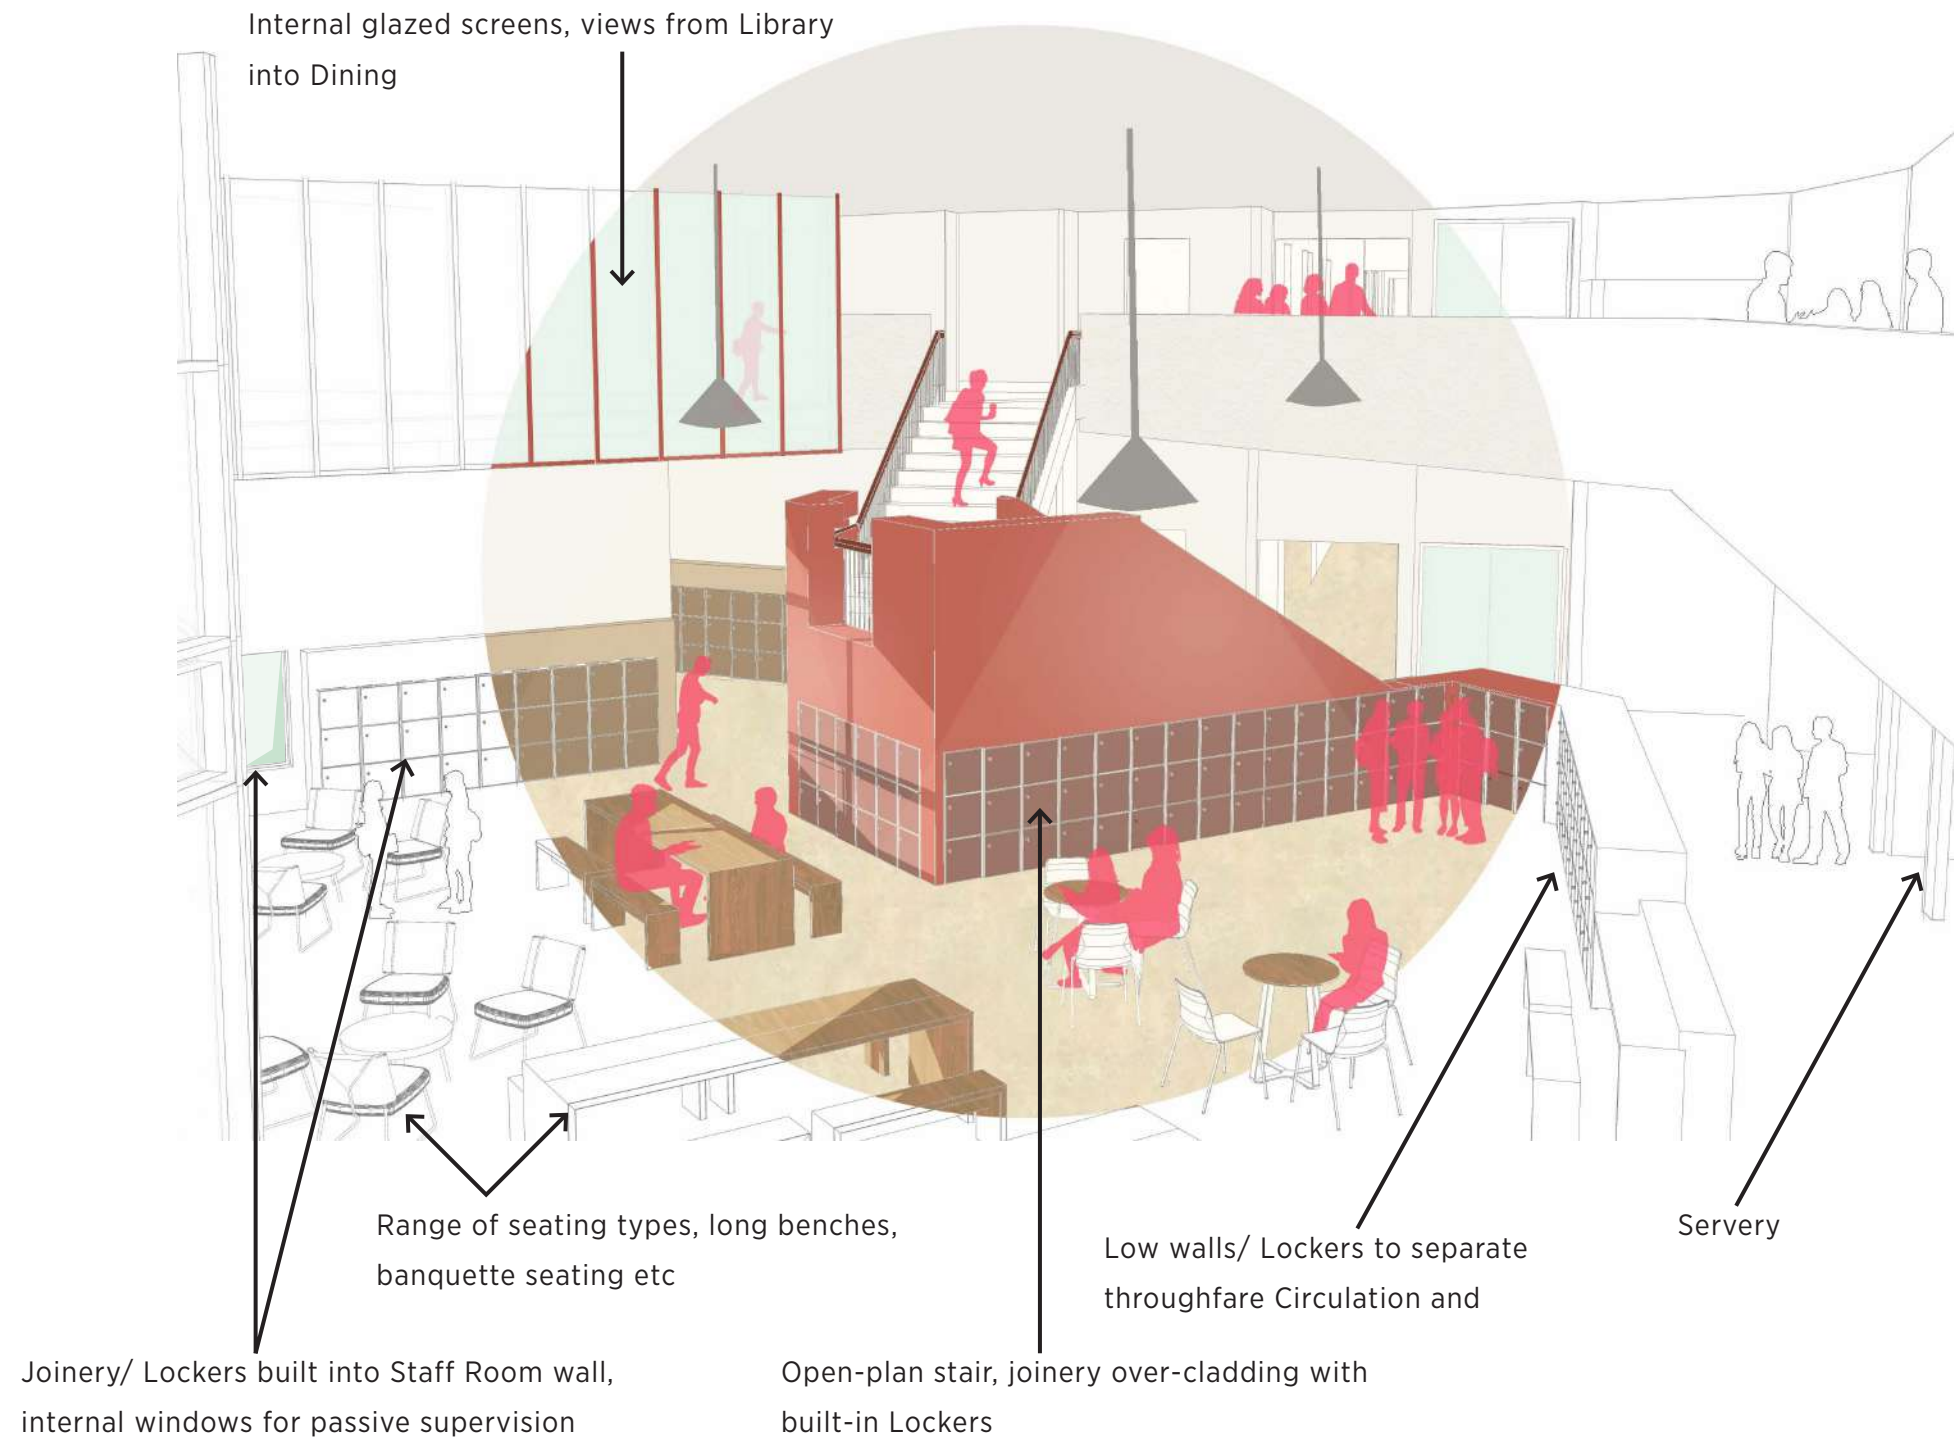 Internal glazed screens, views from Library
into Dining
Range of seating types, long benches,
banquette seating etc
Low walls/ Lockers to separate
throughfare Circulation and
Servery
Joinery/ Lockers built into Staff Room wall,
internal windows for passive supervision
Open-plan stair, joinery over-cladding with
built-in Lockers